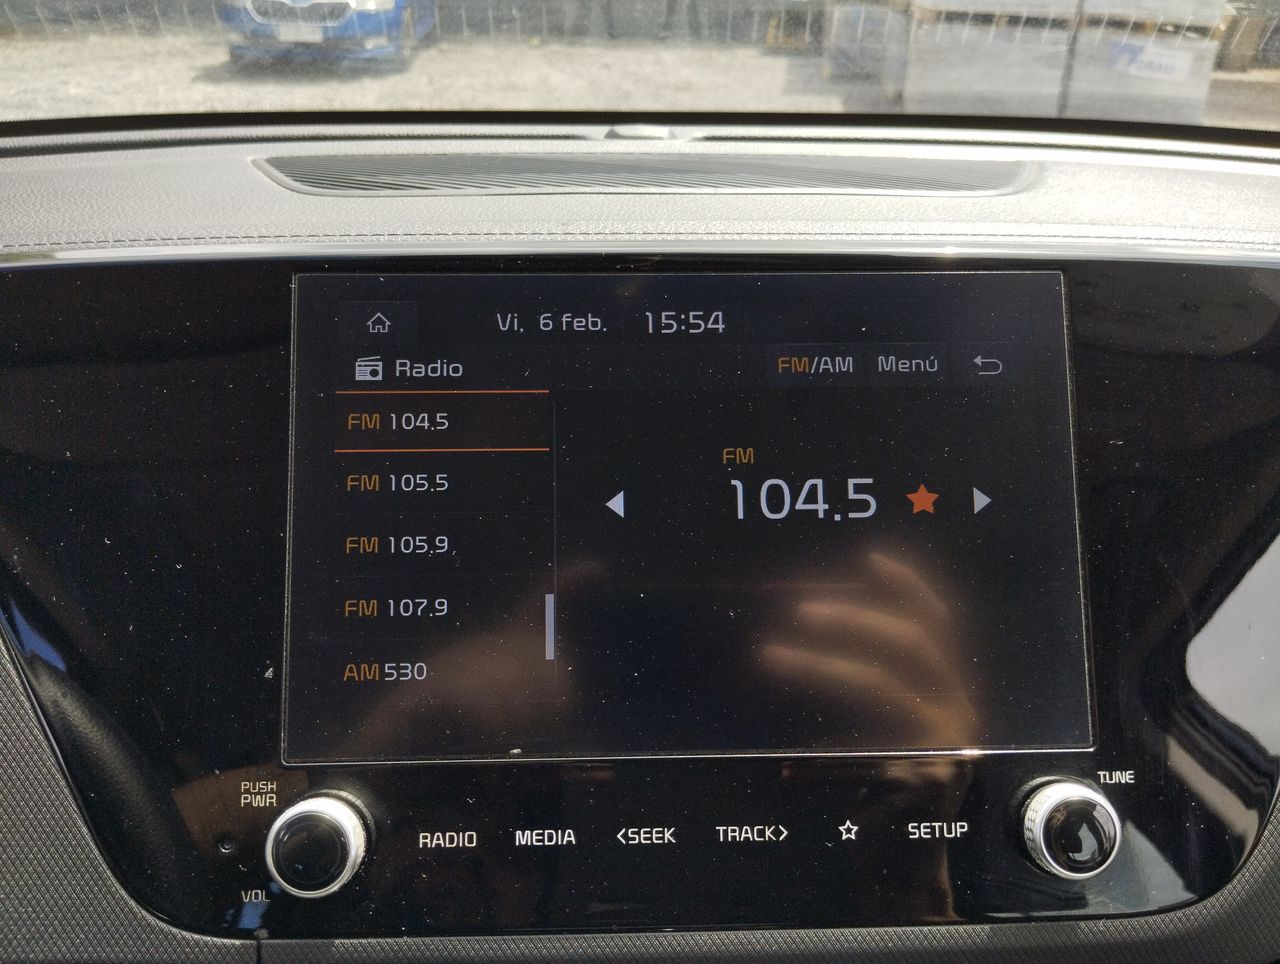 Vi, 6 feb. 15:54
Radio
FM/AM Menú
FM 104.5
FM 105.5
FM 105.9
FM 107.9
AM 530
FM
104.5
PUSH
PWR
VOL
RADIO
MEDIA
<SEEK
TRACK>
SETUP
TUNE